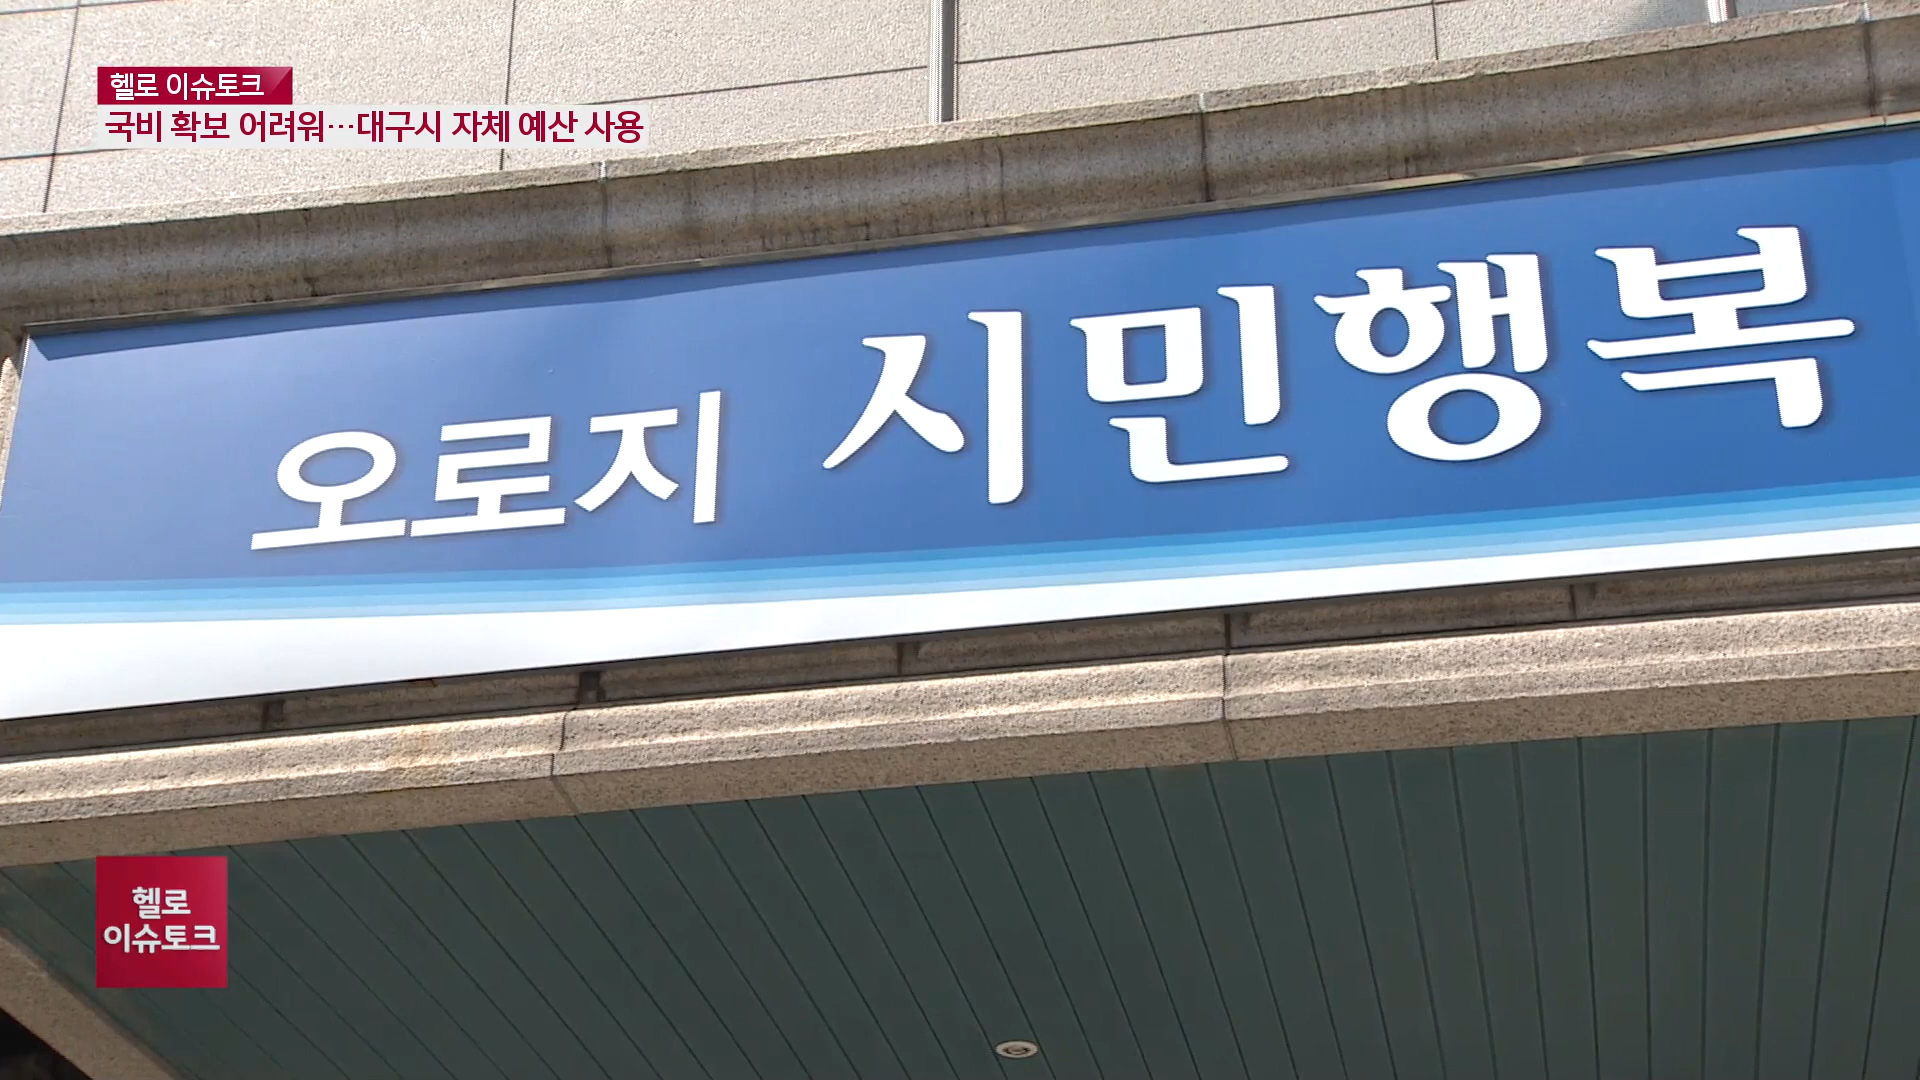 헬로 이슈토크
국비 확보 어려워…대구시 자체 예산 사용
오로지 시민행복
헬로
이슈토크